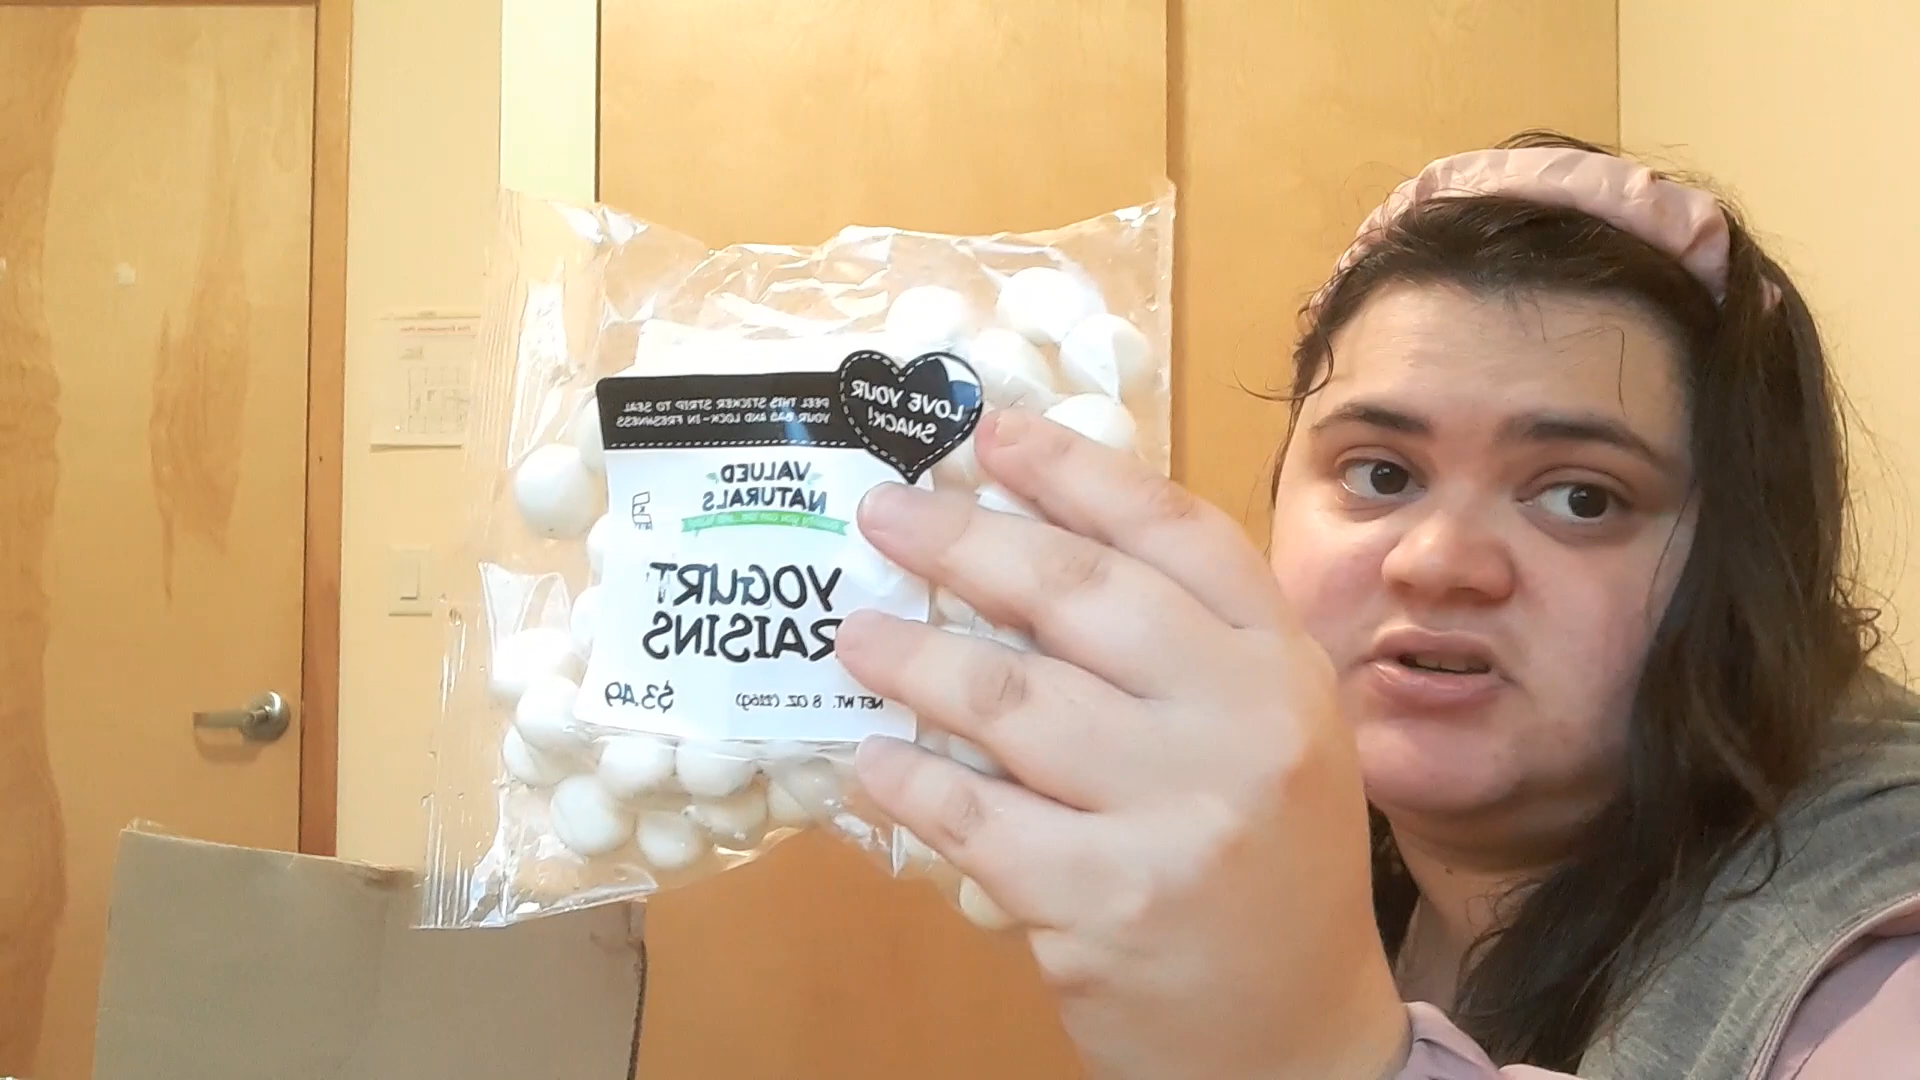 PEEL THIS STICKER STRIP TO SEAL
YOUR BAG AND LOCK-IN FRESHNESS
LOVE YOUR
SNACK!
VALUED
NATURALS
YOGURT
RAISINS
NET WT. 8 OZ (226g)
$3.49